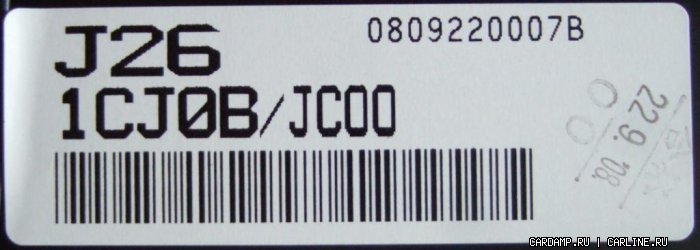 J26
0809220007B
1CJ0B/JC00
22.9.'08.
CARDAMP.RU | CARLINE.RU